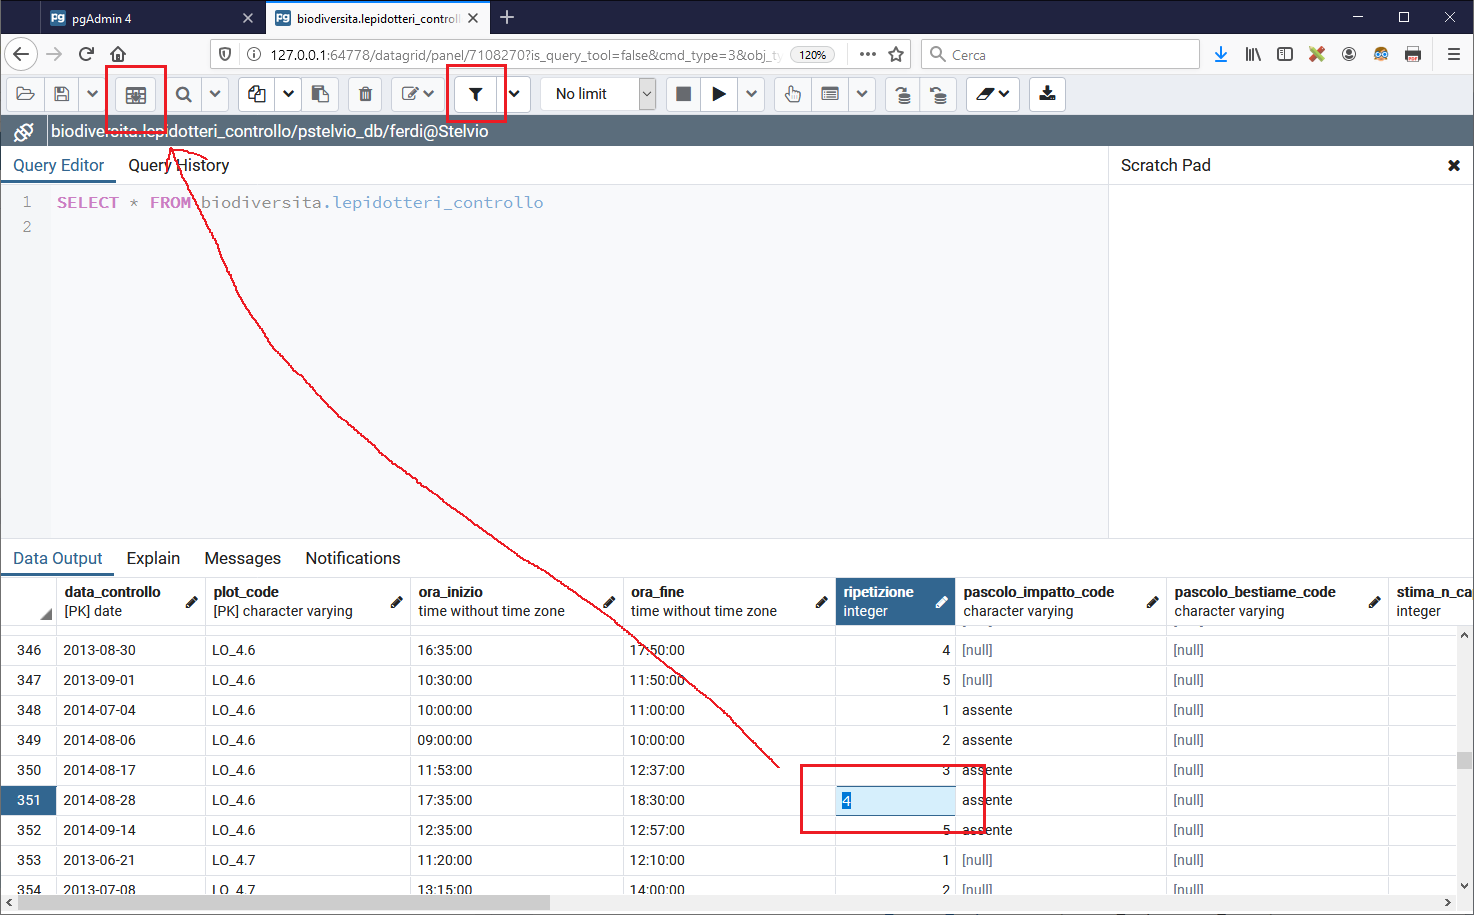 pgAdmin 4
biodiversita.lepidotteri_control
127.0.0.1:64778/datagrid/panel/7108270?is_query_tool=false&cmd_type=3&obj_ty
120%
Cerca
No limit
biodiversita.lepidotteri_controllo/pstelvio_db/ferdi@Stelvio
Query Editor Query History
Scratch Pad
1 SELECT * FROM biodiversita.lepidotteri_controllo
2
Data Output Explain Messages Notifications
data_controllo plot_code ora_inizio ora_fine ripetizione pascolo_impatto_code pascolo_bestiame_code stima_n_cap
[PK] date [PK] character varying time without time zone time without time zone integer character varying character varying integer
346 2013-08-30 LO_4.6 16:35:00 17:50:00 4 [null] [null]
347 2013-09-01 LO_4.6 10:30:00 11:50:00 5 [null] [null]
348 2014-07-04 LO_4.6 10:00:00 11:00:00 1 assente [null]
349 2014-08-06 LO_4.6 09:00:00 10:00:00 2 assente [null]
350 2014-08-17 LO_4.6 11:53:00 12:37:00 3 assente [null]
351 2014-08-28 LO_4.6 17:35:00 18:30:00 4 assente [null]
352 2014-09-14 LO_4.6 12:35:00 12:57:00 5 assente [null]
353 2013-06-21 LO_4.7 11:20:00 12:10:00 1 [null] [null]
354 2013-07-08 LO_4.7 13:15:00 14:00:00 2 [null] [null]